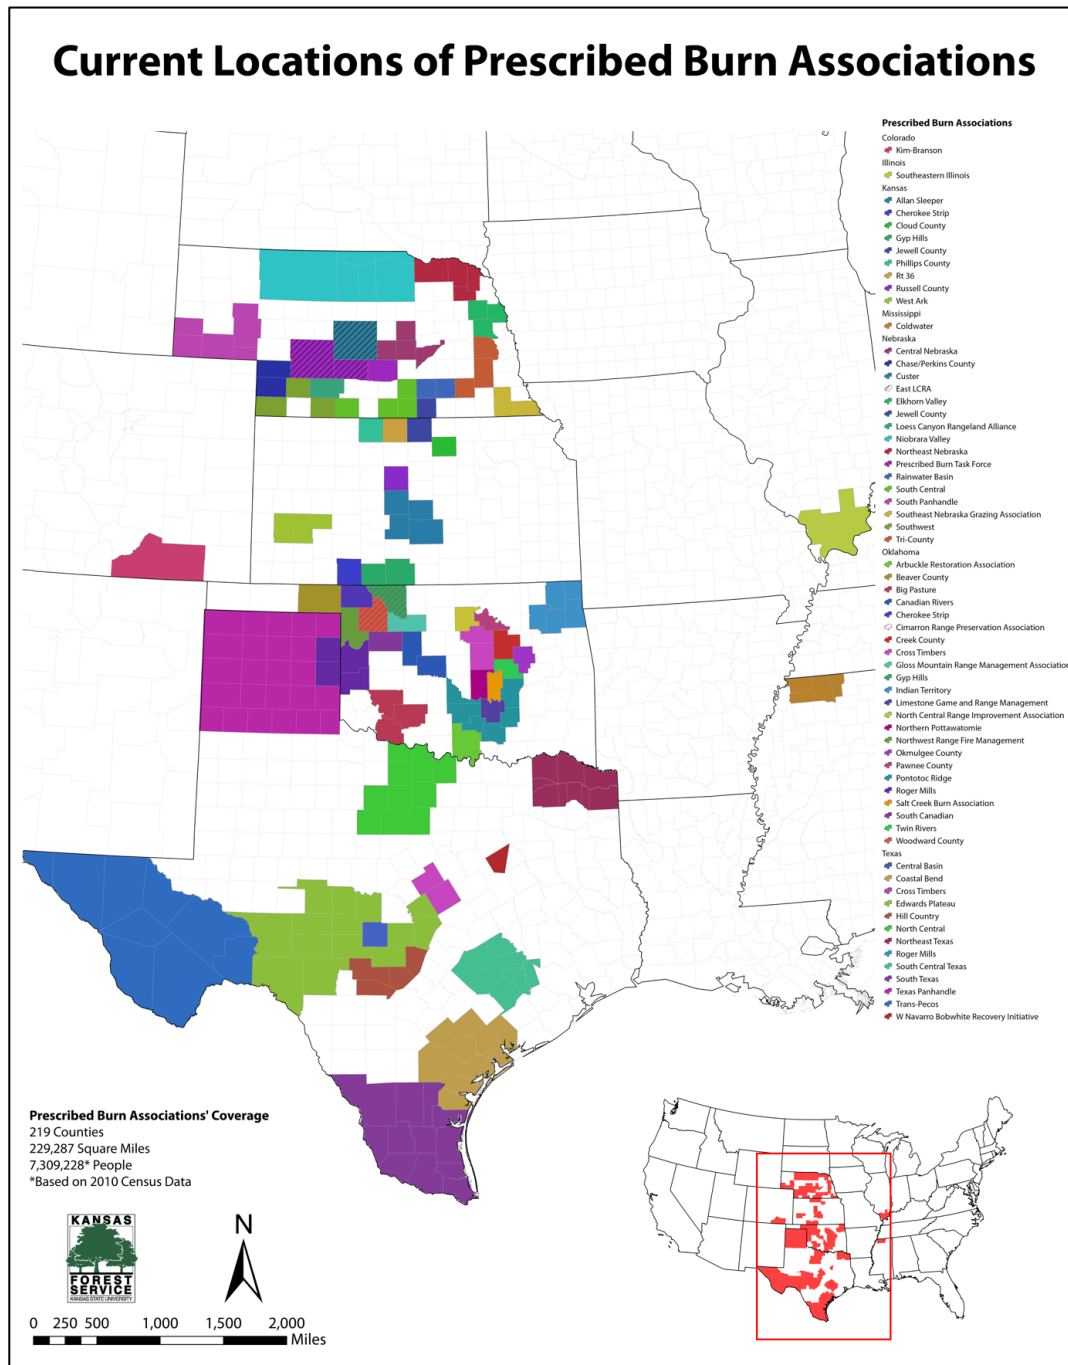 Current Locations of Prescribed Burn Associations
Prescribed Burn Associations
Colorado
Kim-Branson
Illinois
Southeastern Illinois
Kansas
Allan Sleeper
Cherokee Strip
Cloud County
Gyp Hills
Jewell County
Phillips County
Rt 36
Russell County
West Ark
Mississippi
Coldwater
Nebraska
Central Nebraska
Chase/Perkins County
Custer
East LCRA
Elkhorn Valley
Jewell County
Loess Canyon Rangeland Alliance
Niobrara Valley
Northeast Nebraska
Prescribed Burn Task Force
Rainwater Basin
South Central
South Panhandle
Southeast Nebraska Grazing Association
Southwest
Tri-County
Oklahoma
Arbuckle Restoration Association
Beaver County
Big Pasture
Canadian Rivers
Cherokee Strip
Cimarron Range Preservation Association
Creek County
Cross Timbers
Gloss Mountain Range Management Association
Gyp Hills
Indian Territory
Limestone Game and Range Management
North Central Range Improvement Association
Northern Pottawatomie
Northwest Range Fire Management
Okmulgee County
Pawnee County
Pontotoc Ridge
Roger Mills
Salt Creek Burn Association
South Canadian
Twin Rivers
Woodward County
Texas
Central Basin
Coastal Bend
Cross Timbers
Edwards Plateau
Hill Country
North Central
Northeast Texas
Roger Mills
South Central Texas
South Texas
Texas Panhandle
Trans-Pecos
W Navarro Bobwhite Recovery Initiative
Prescribed Burn Associations' Coverage
219 Counties
229,287 Square Miles
7,309,228* People
*Based on 2010 Census Data
KANSAS
FOREST
SERVICE
KANSAS STATE UNIVERSITY
N
0 250 500 1,000 1,500 2,000
Miles